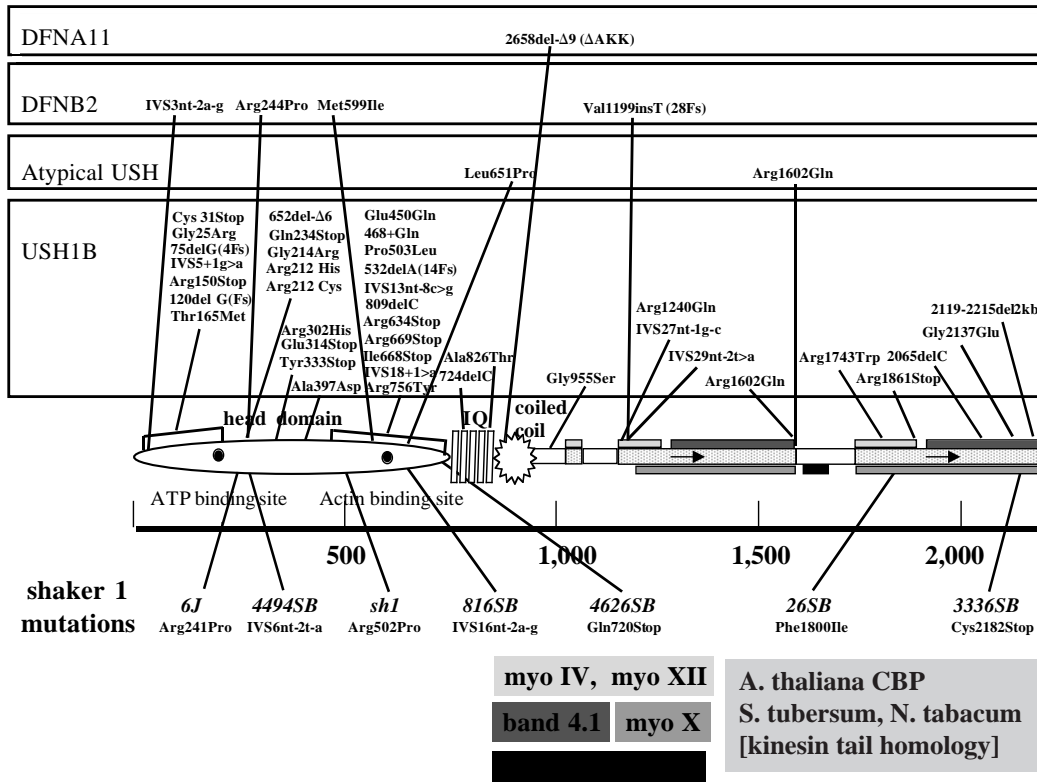 DFNA11
2658del-Δ9 (ΔAKK)
DFNB2
IVS3nt-2a-g Arg244Pro Met599Ile Val1199insT (28Fs)
Atypical USH
Leu651Pro Arg1602Gln
USH1B
Cys 31Stop
Gly25Arg
75delG(4Fs)
IVS5+1g>a
Arg150Stop
120del G(Fs)
Thr165Met
652del-Δ6
Gln234Stop
Gly214Arg
Arg212 His
Arg212 Cys
Arg302His
Glu314Stop
Tyr333Stop
Ala397Asp
Glu450Gln
468+Gln
Pro503Leu
532delA(14Fs)
IVS13nt-8c>g
809delC
Arg634Stop
Arg669Stop
Ile668Stop
IVS18+1>a
Arg756Tyr
Ala826Thr
724delC
Gly955Ser
Arg1240Gln
IVS27nt-1g-c
IVS29nt-2t>a
Arg1602Gln
Arg1743Trp
2065delC
Arg1861Stop
2119-2215del2kb
Gly2137Glu
head domain
IQ
coiled
coil
ATP binding site
Actin binding site
500 1,000 1,500 2,000
shaker 1
mutations
6J
Arg241Pro
4494SB
IVS6nt-2t-a
sh1
Arg502Pro
816SB
IVS16nt-2a-g
4626SB
Gln720Stop
26SB
Phe1800Ile
3336SB
Cys2182Stop
myo IV, myo XII
band 4.1
myo X
A. thaliana CBP
S. tubersum, N. tabacum
[kinesin tail homology]